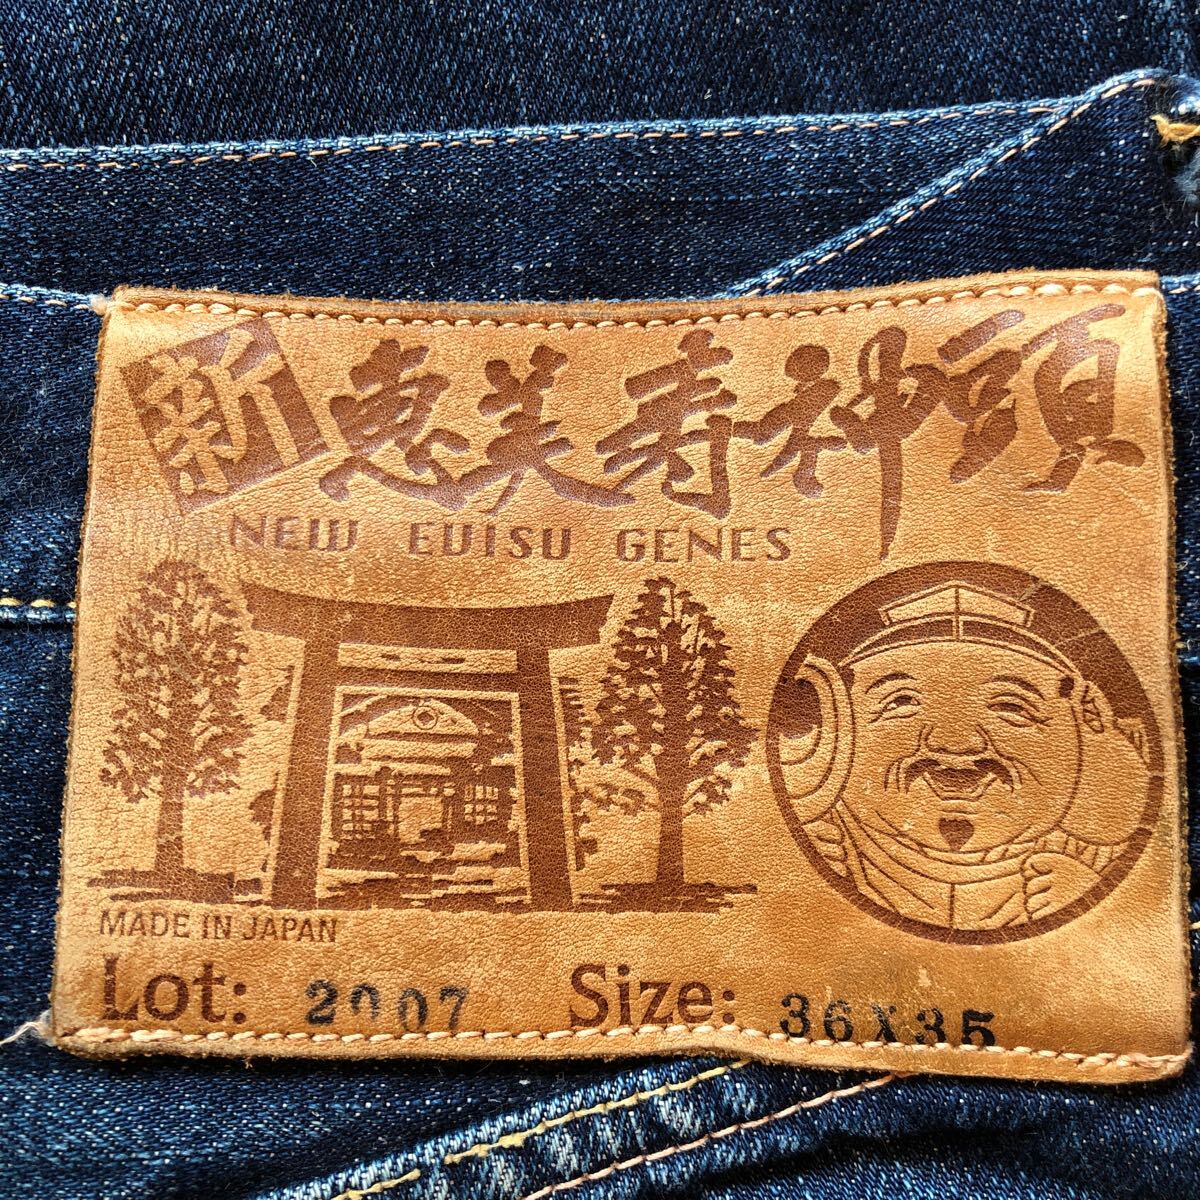 新 恵美寿神頭
NEW EVISU GENES
MADE IN JAPAN
Lot: 2007 Size: 36X35